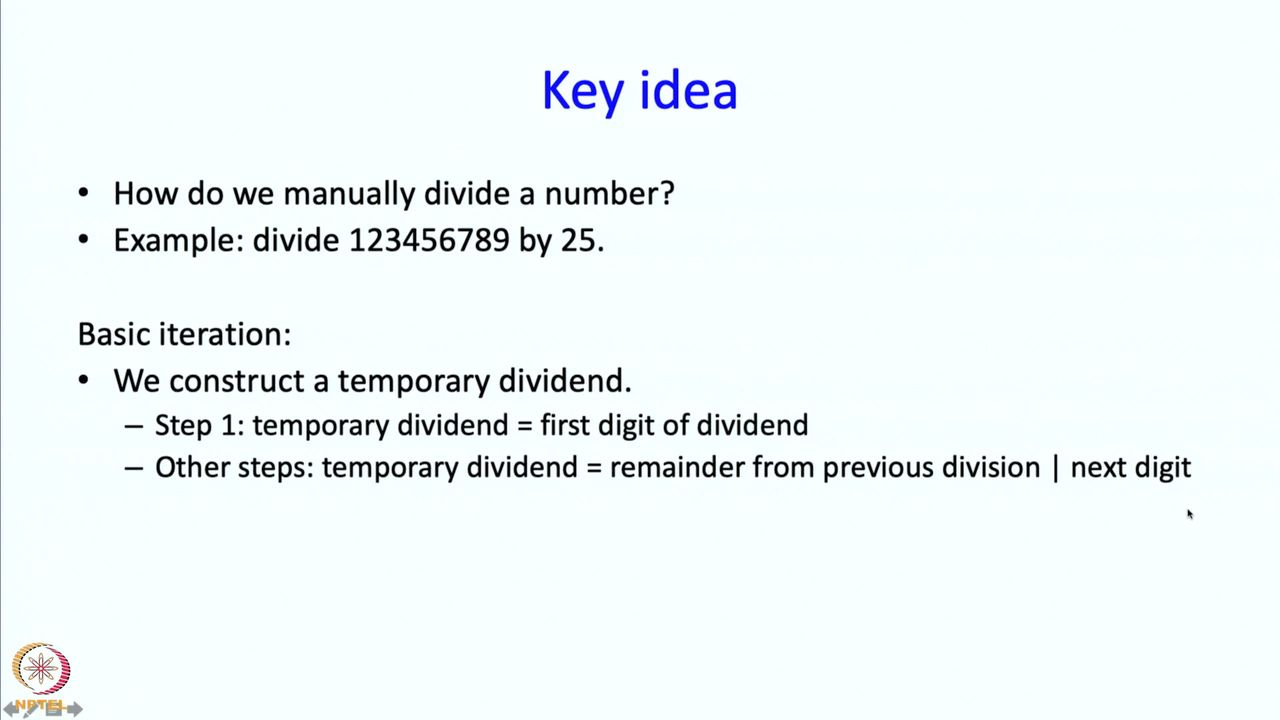 Key idea
• How do we manually divide a number?
• Example: divide 123456789 by 25.
Basic iteration:
• We construct a temporary dividend.
– Step 1: temporary dividend = first digit of dividend
– Other steps: temporary dividend = remainder from previous division | next digit
NPTEL